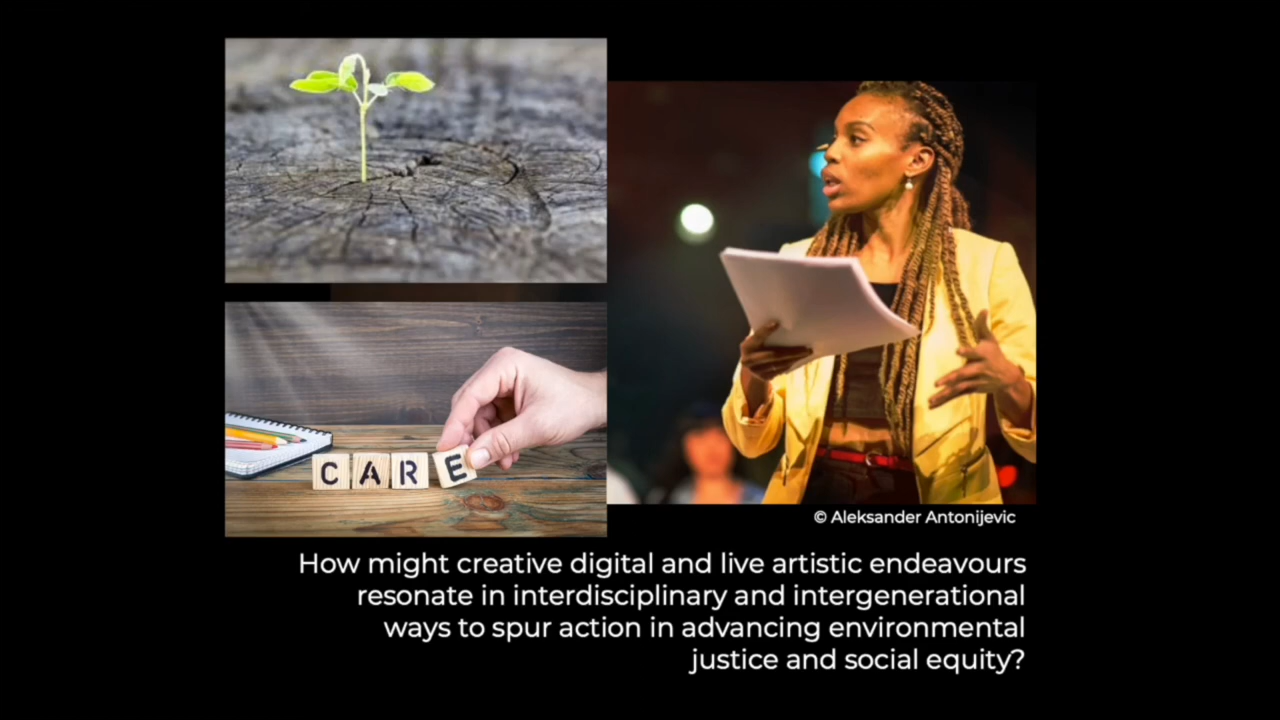 CARE
© Aleksander Antonijevic
How might creative digital and live artistic endeavours
resonate in interdisciplinary and intergenerational
ways to spur action in advancing environmental
justice and social equity?